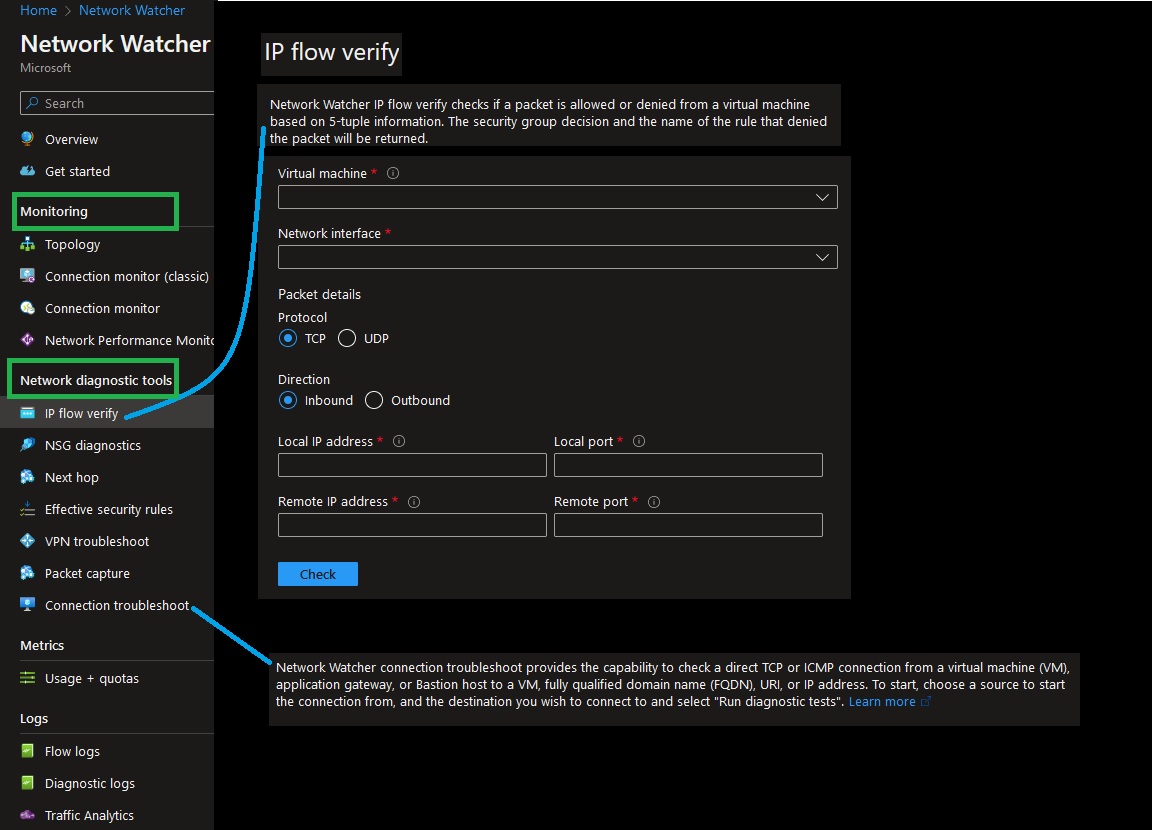 Home > Network Watcher
Network Watcher
Microsoft
Search
Overview
Get started
Monitoring
Topology
Connection monitor (classic)
Connection monitor
Network Performance Monito
Network diagnostic tools
IP flow verify
NSG diagnostics
Next hop
Effective security rules
VPN troubleshoot
Packet capture
Connection troubleshoot
Metrics
Usage + quotas
Logs
Flow logs
Diagnostic logs
Traffic Analytics
IP flow verify
Network Watcher IP flow verify checks if a packet is allowed or denied from a virtual machine
based on 5-tuple information. The security group decision and the name of the rule that denied
the packet will be returned.
Virtual machine *
Network interface *
Packet details
Protocol
TCP UDP
Direction
Inbound Outbound
Local IP address * Local port *
Remote IP address * Remote port *
Check
Network Watcher connection troubleshoot provides the capability to check a direct TCP or ICMP connection from a virtual machine (VM),
application gateway, or Bastion host to a VM, fully qualified domain name (FQDN), URI, or IP address. To start, choose a source to start
the connection from, and the destination you wish to connect to and select "Run diagnostic tests". Learn more